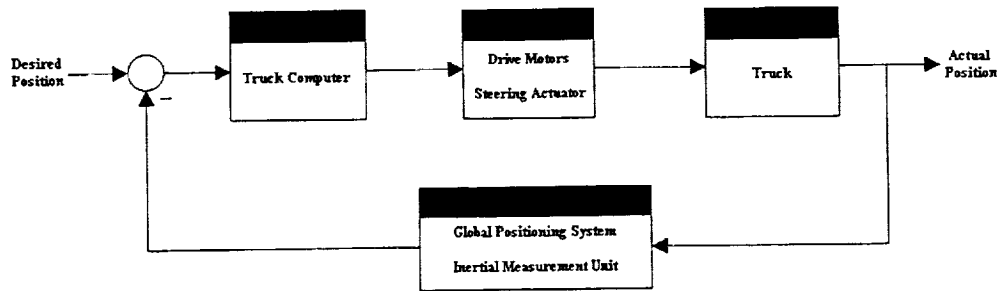 Desired
Position
Truck Computer
Drive Motors
Steering Actuator
Truck
Actual
Position
Global Positioning System
Inertial Measurement Unit